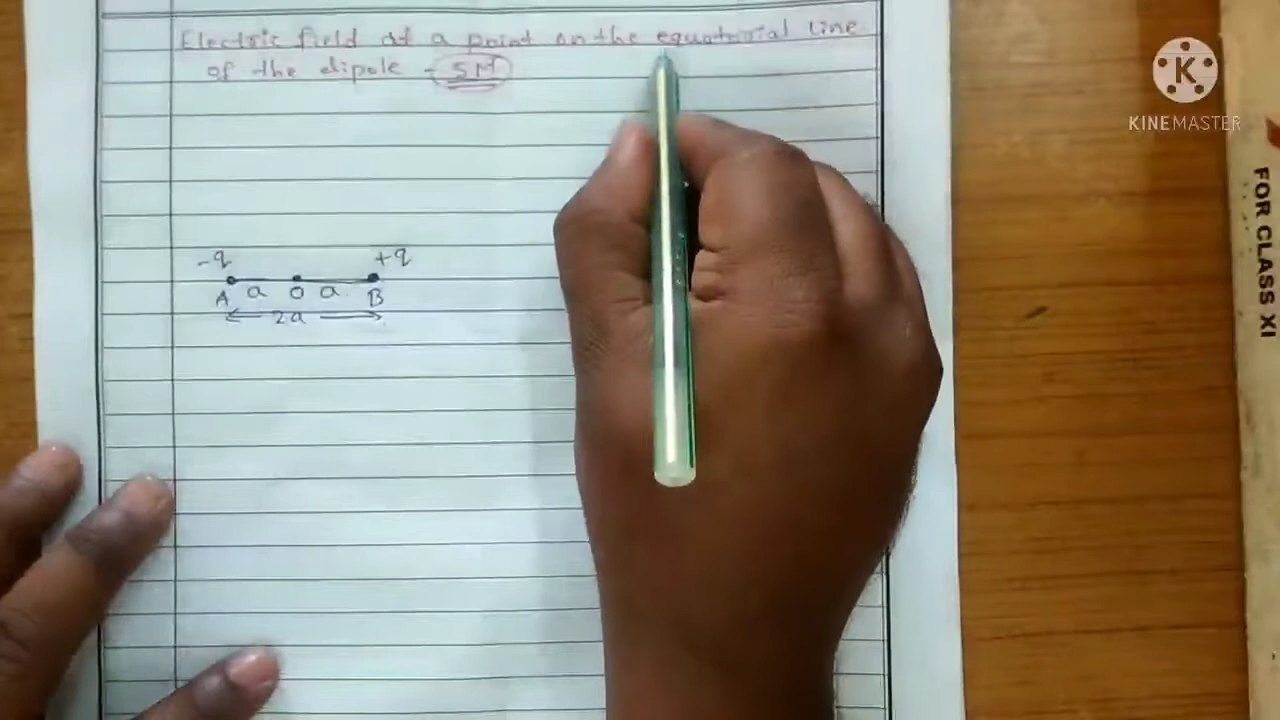 Electric field at a point on the equatorial line
of the dipole - 5M
-q +q
A a O a B
2a
K
KINEMASTER
FOR CLASS XI